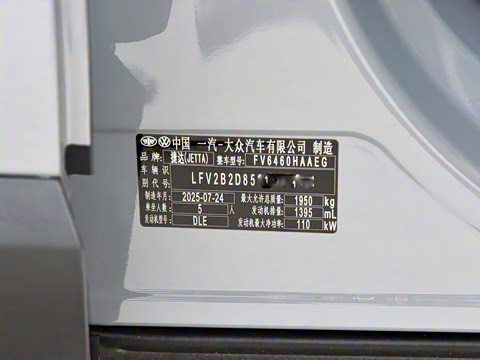 中国 一汽-大众汽车有限公司 制造
品牌: 捷达(JETTA) 整车型号: FV6460HAAEG
车辆识别代号: LFV2B2D85
制造年月: 2025-07-24 最大允许总质量: 1950 kg
乘坐人数: 5 人 发动机排量: 1395 mL
发动机型号: DLE 发动机最大净功率: 110 kW